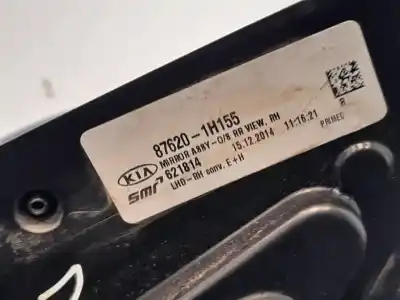 87620-1H155
KIA MIRROR ASSY-O/S RR VIEW, RH
smr 621814 15.12.2014 11:16:21
LHD-RH conv. E+H PRIMED
R